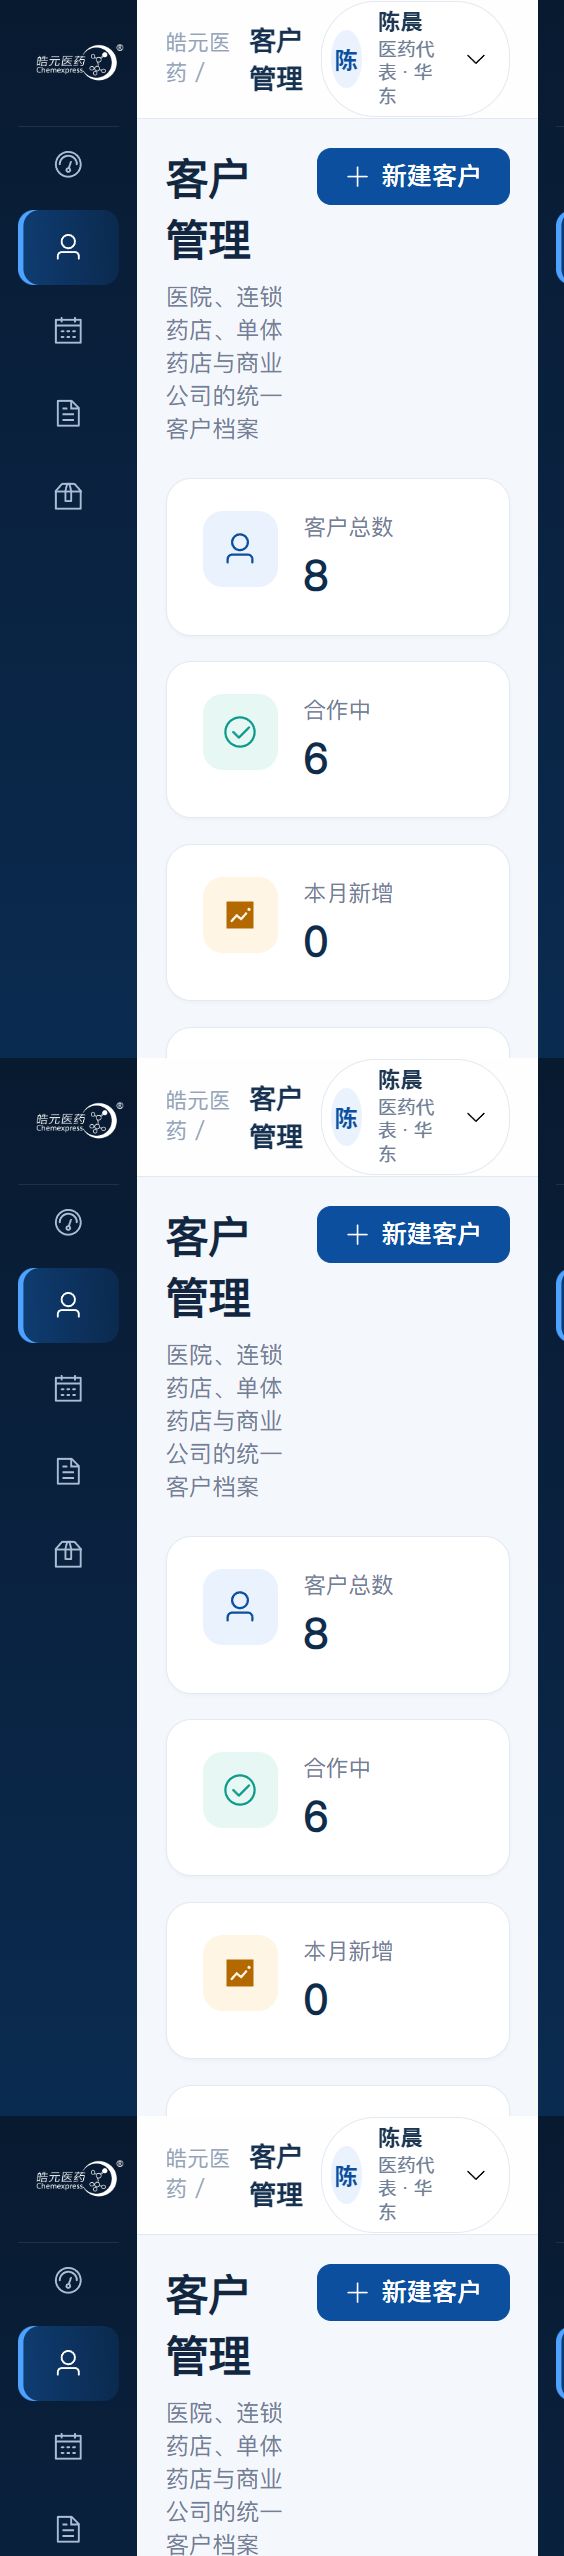 皓元医药
Chemexpress
®
皓元医
药 /
客户
管理
陈
陈晨
医药代
表 · 华
东
客户
管理
新建客户
医院、连锁
药店、单体
药店与商业
公司的统一
客户档案
客户总数
8
合作中
6
本月新增
0
皓元医药
Chemexpress
®
皓元医
药 /
客户
管理
陈
陈晨
医药代
表 · 华
东
客户
管理
新建客户
医院、连锁
药店、单体
药店与商业
公司的统一
客户档案
客户总数
8
合作中
6
本月新增
0
皓元医药
Chemexpress
®
皓元医
药 /
客户
管理
陈
陈晨
医药代
表 · 华
东
客户
管理
新建客户
医院、连锁
药店、单体
药店与商业
公司的统一
客户档案